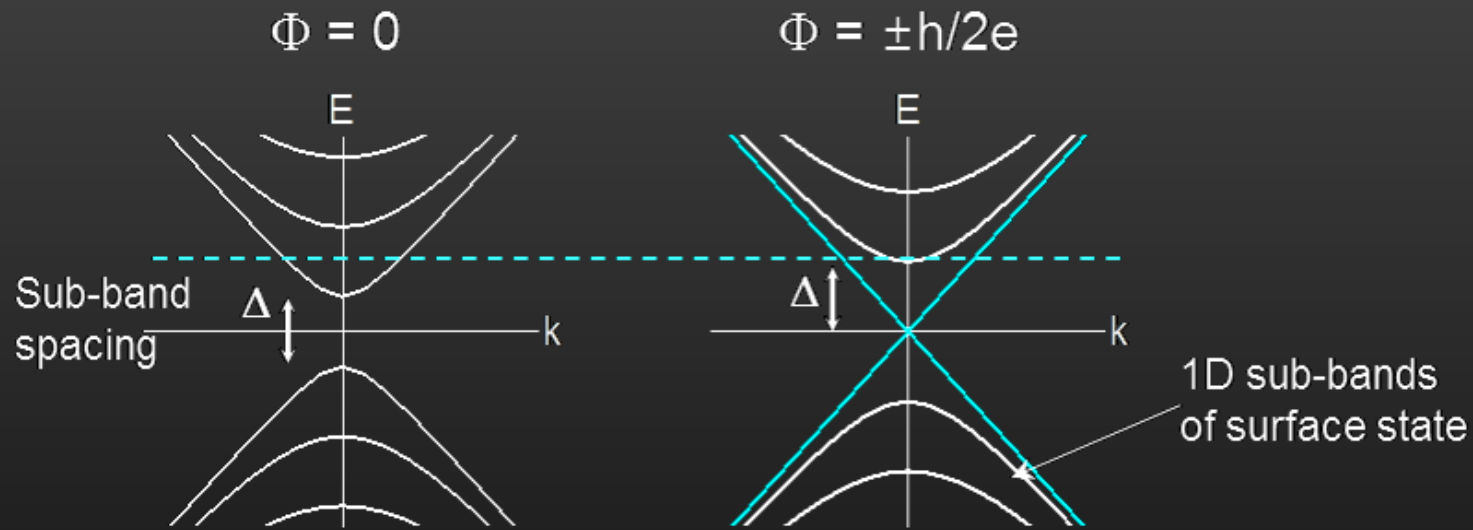 Φ = 0
Φ = ±h/2e
E
E
Sub-band
spacing
Δ
k
Δ
k
1D sub-bands
of surface state